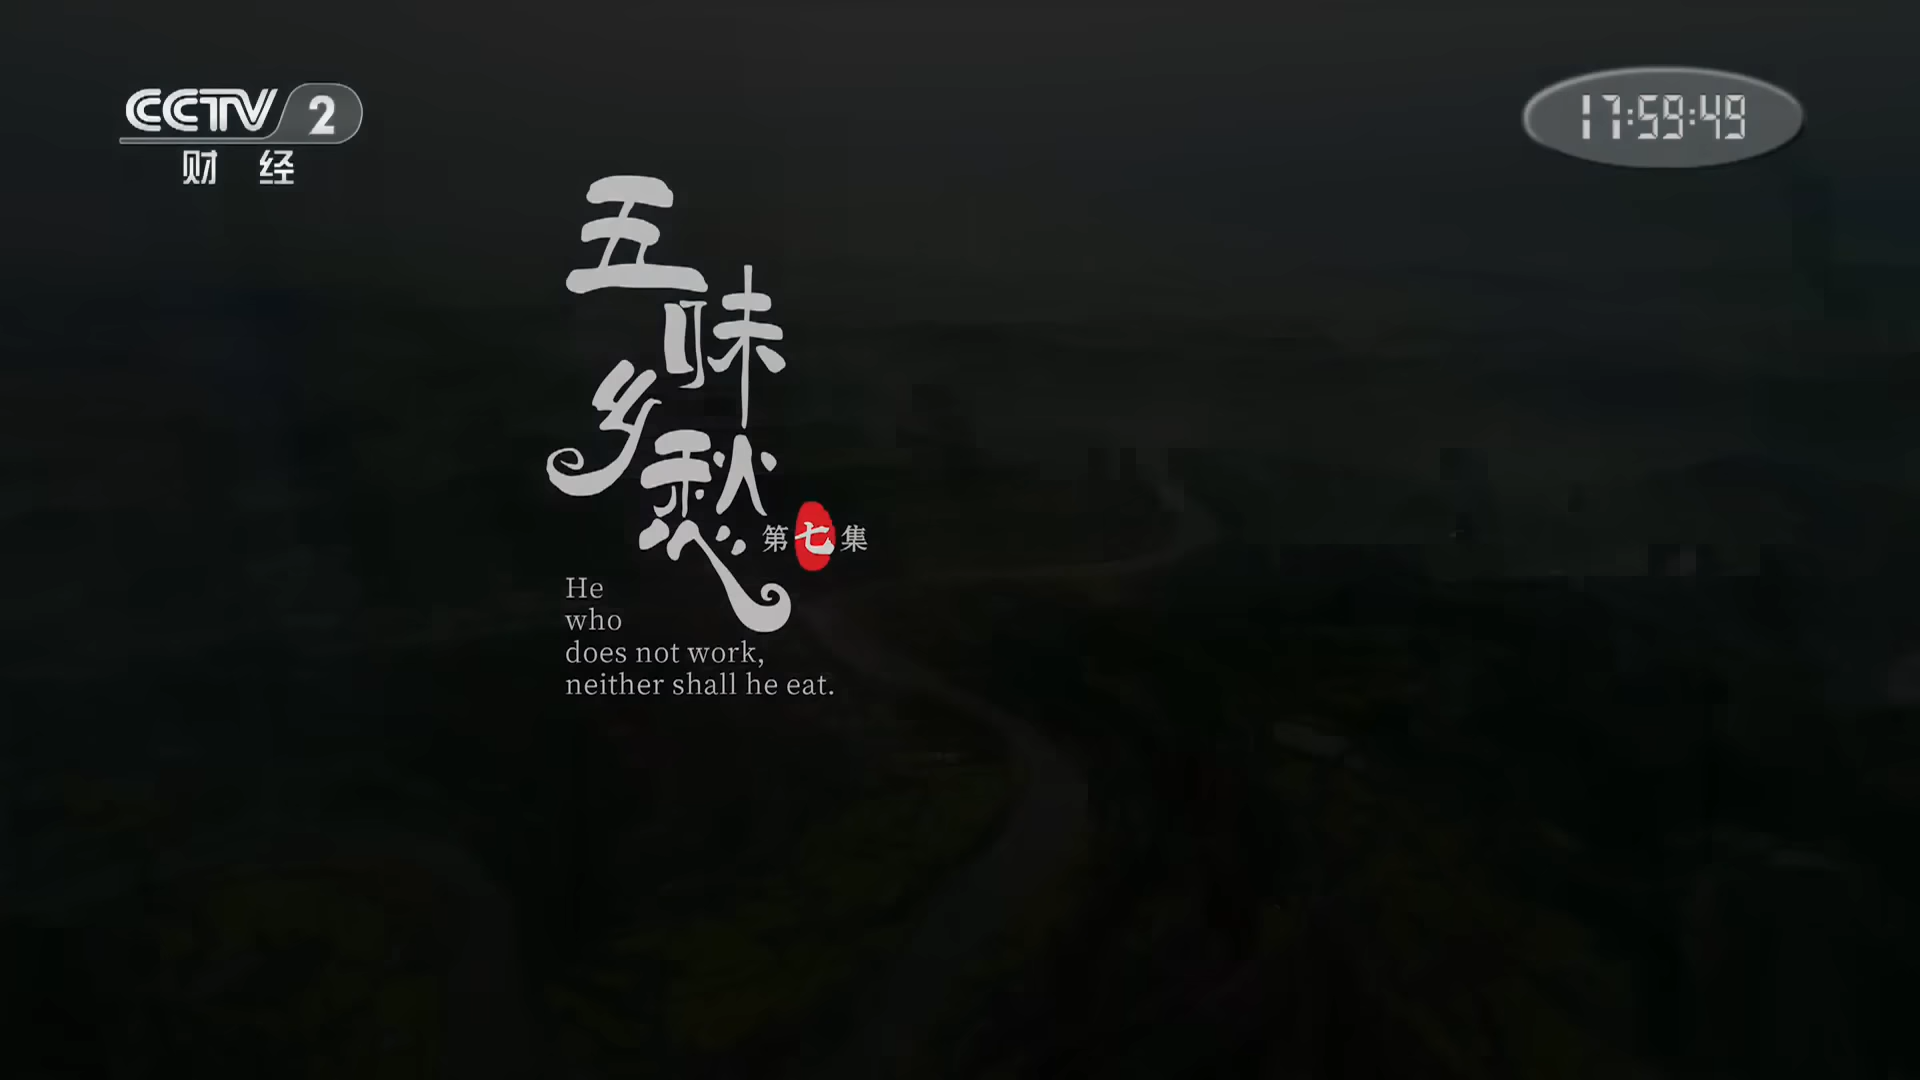 CCTV 2
财 经
17:59:49
五味
乡愁
第七集
He
who
does not work,
neither shall he eat.